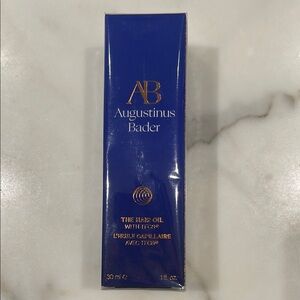 AB
Augustinus
Bader
THE HAIR OIL
WITH TFC8®
L'HUILE CAPILLAIRE
AVEC TFC8®
30 ml ℮ 1 fl. oz.